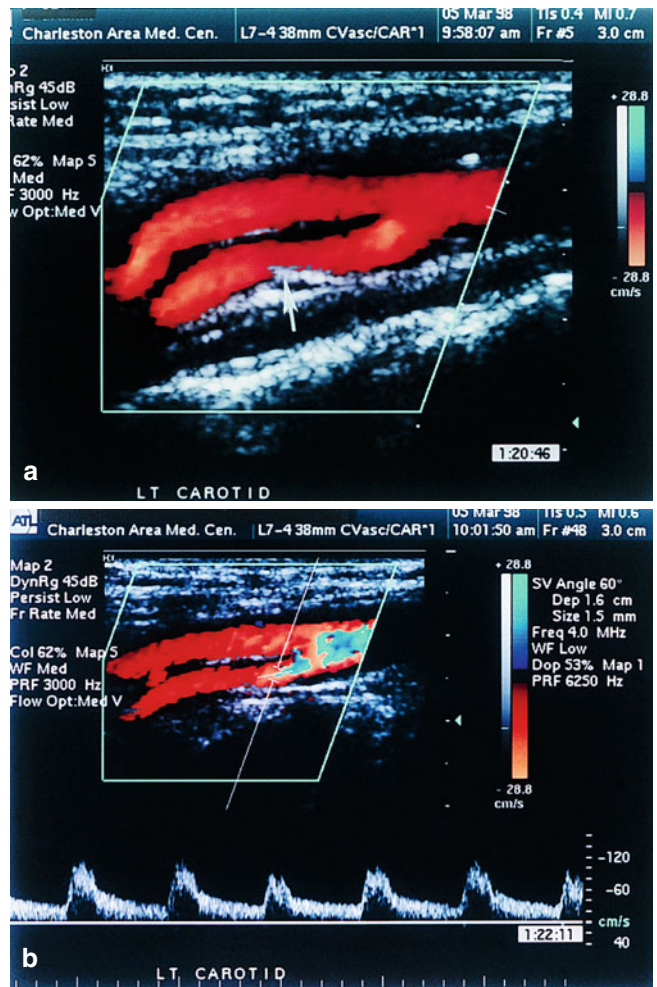 05 Mar 98 TIs 0.4 MI 0.7
Charleston Area Med. Cen. L7-4 38mm CVasc/CAR*1 9:58:07 am Fr #5 3.0 cm
2
Rg 45dB
sist Low
Rate Med
62% Map 5
Med
3000 Hz
w Opt:Med V
+ 28.8
- 28.8
cm/s
1:20:46
a
LT CAROTID
ATL
05 Mar 98 TIs 0.5 MI 0.6
Charleston Area Med. Cen. L7-4 38mm CVasc/CAR*1 10:01:50 am Fr #48 3.0 cm
Map 2
DynRg 45dB
Persist Low
Fr Rate Med
Col 62% Map 5
WF Med
PRF 3000 Hz
Flow Opt:Med V
+ 28.8
- 28.8
cm/s
SV Angle 60°
Dep 1.6 cm
Size 1.5 mm
Freq 4.0 MHz
WF Low
Dop 53% Map 1
PRF 6250 Hz
-120
-60
cm/s
40
1:22:11
b
LT CAROTID